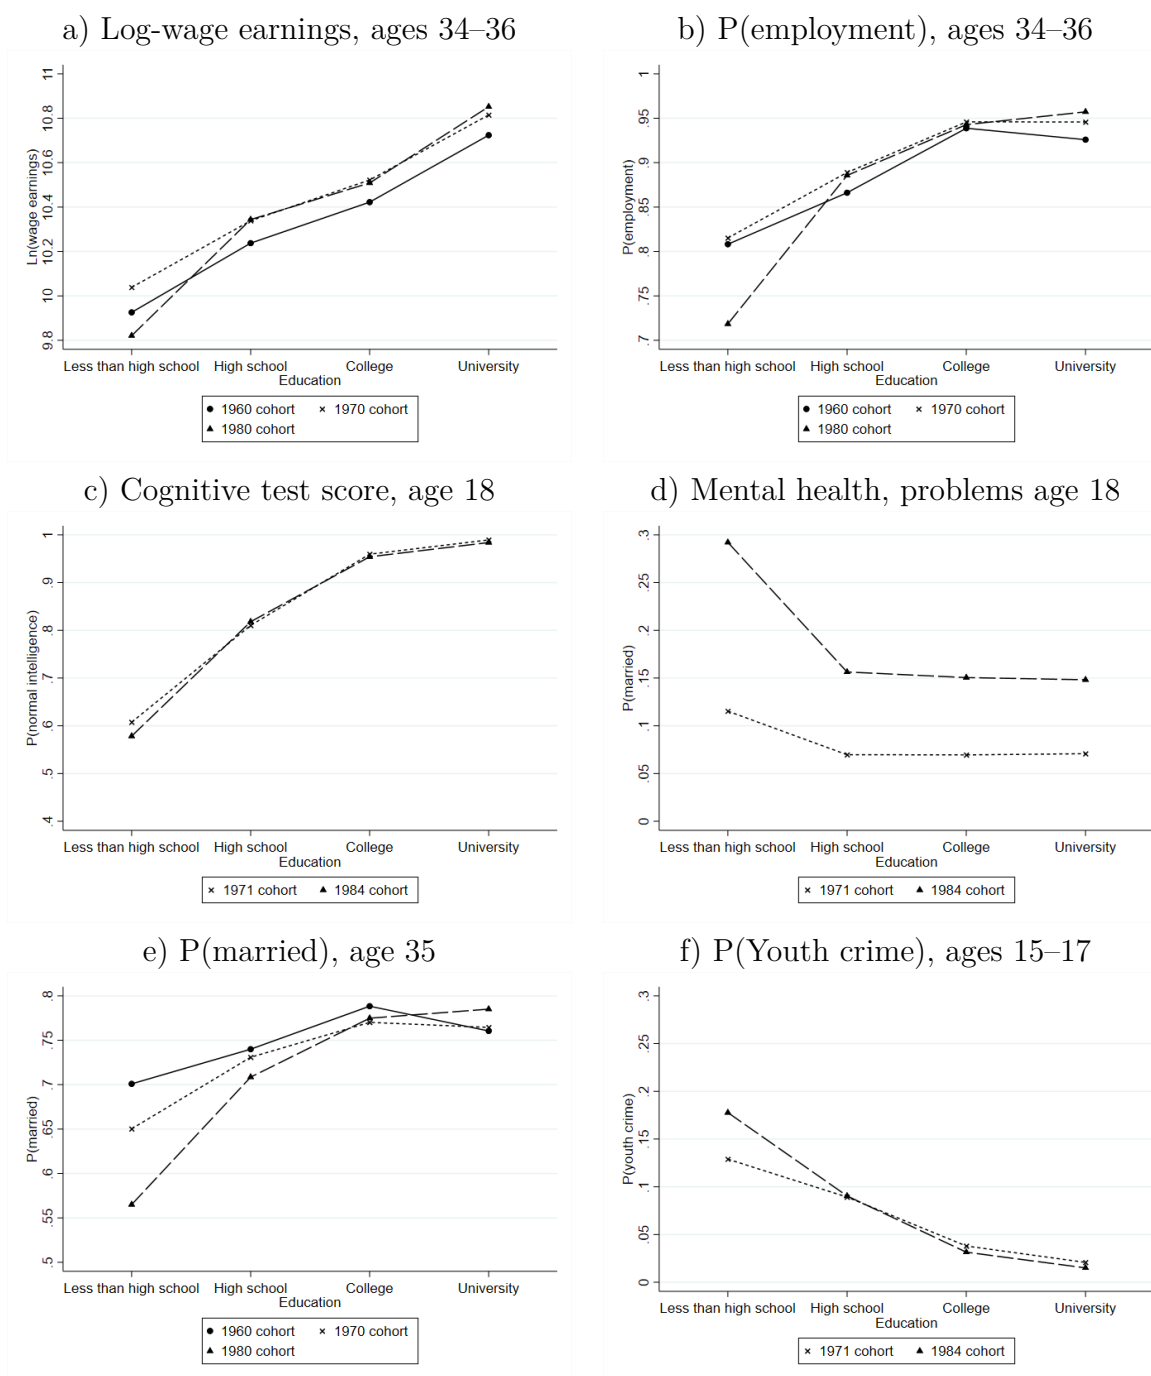 a) Log-wage earnings, ages 34–36
Ln(wage earnings)
11
10.8
10.6
10.4
10.2
10
9.8
Less than high school High school College University
Education
1960 cohort 1970 cohort
1980 cohort
b) P(employment), ages 34–36
P(employment)
1
.95
.9
.85
.8
.75
.7
Less than high school High school College University
Education
1960 cohort 1970 cohort
1980 cohort
c) Cognitive test score, age 18
P(normal intelligence)
1
.9
.8
.7
.6
.5
.4
Less than high school High school College University
Education
1971 cohort 1984 cohort
d) Mental health, problems age 18
P(married)
.3
.25
.2
.15
.1
.05
0
Less than high school High school College University
Education
1971 cohort 1984 cohort
e) P(married), age 35
P(married)
.8
.75
.7
.65
.6
.55
.5
Less than high school High school College University
Education
1960 cohort 1970 cohort
1980 cohort
f) P(Youth crime), ages 15–17
P(youth crime)
.3
.25
.2
.15
.1
.05
0
Less than high school High school College University
Education
1971 cohort 1984 cohort